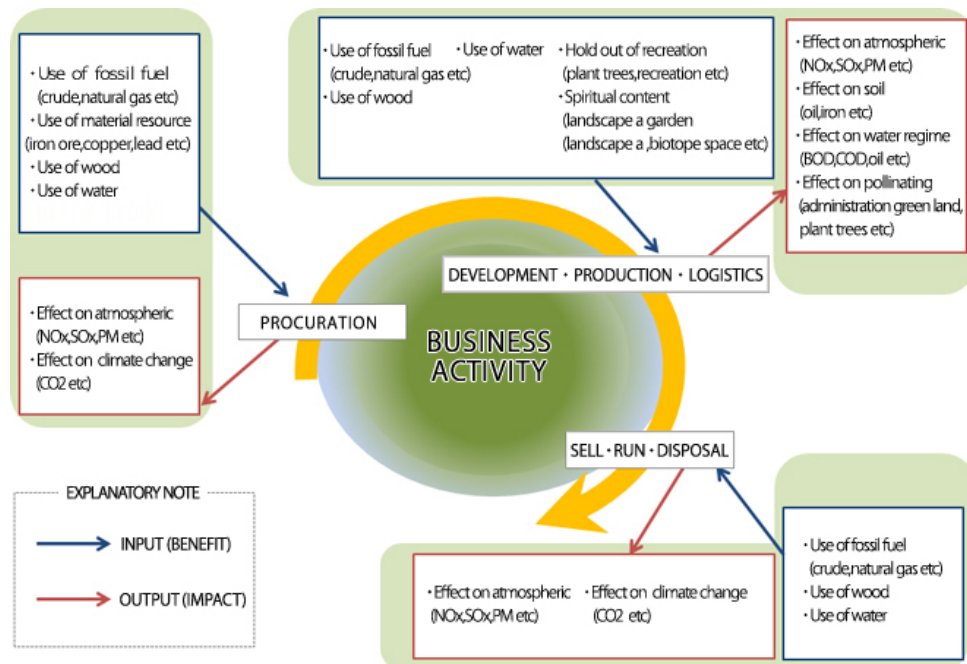 · Use of fossil fuel
(crude,natural gas etc)
· Use of material resource
(iron ore,copper,lead etc)
· Use of wood
· Use of water
· Use of fossil fuel
(crude,natural gas etc)
· Use of wood
· Use of water
· Hold out of recreation
(plant trees,recreation etc)
· Spiritual content
(landscape a garden
(landscape a ,biotope space etc)
· Effect on atmospheric
(NOx,SOx,PM etc)
· Effect on soil
(oil,iron etc)
· Effect on water regime
(BOD,COD,oil etc)
· Effect on pollinating
(administration green land,
plant trees etc)
DEVELOPMENT · PRODUCTION · LOGISTICS
PROCURATION
· Effect on atmospheric
(NOx,SOx,PM etc)
· Effect on climate change
(CO2 etc)
BUSINESS
ACTIVITY
SELL · RUN · DISPOSAL
EXPLANATORY NOTE
INPUT (BENEFIT)
OUTPUT (IMPACT)
· Effect on atmospheric
(NOx,SOx,PM etc)
· Effect on climate change
(CO2 etc)
· Use of fossil fuel
(crude,natural gas etc)
· Use of wood
· Use of water